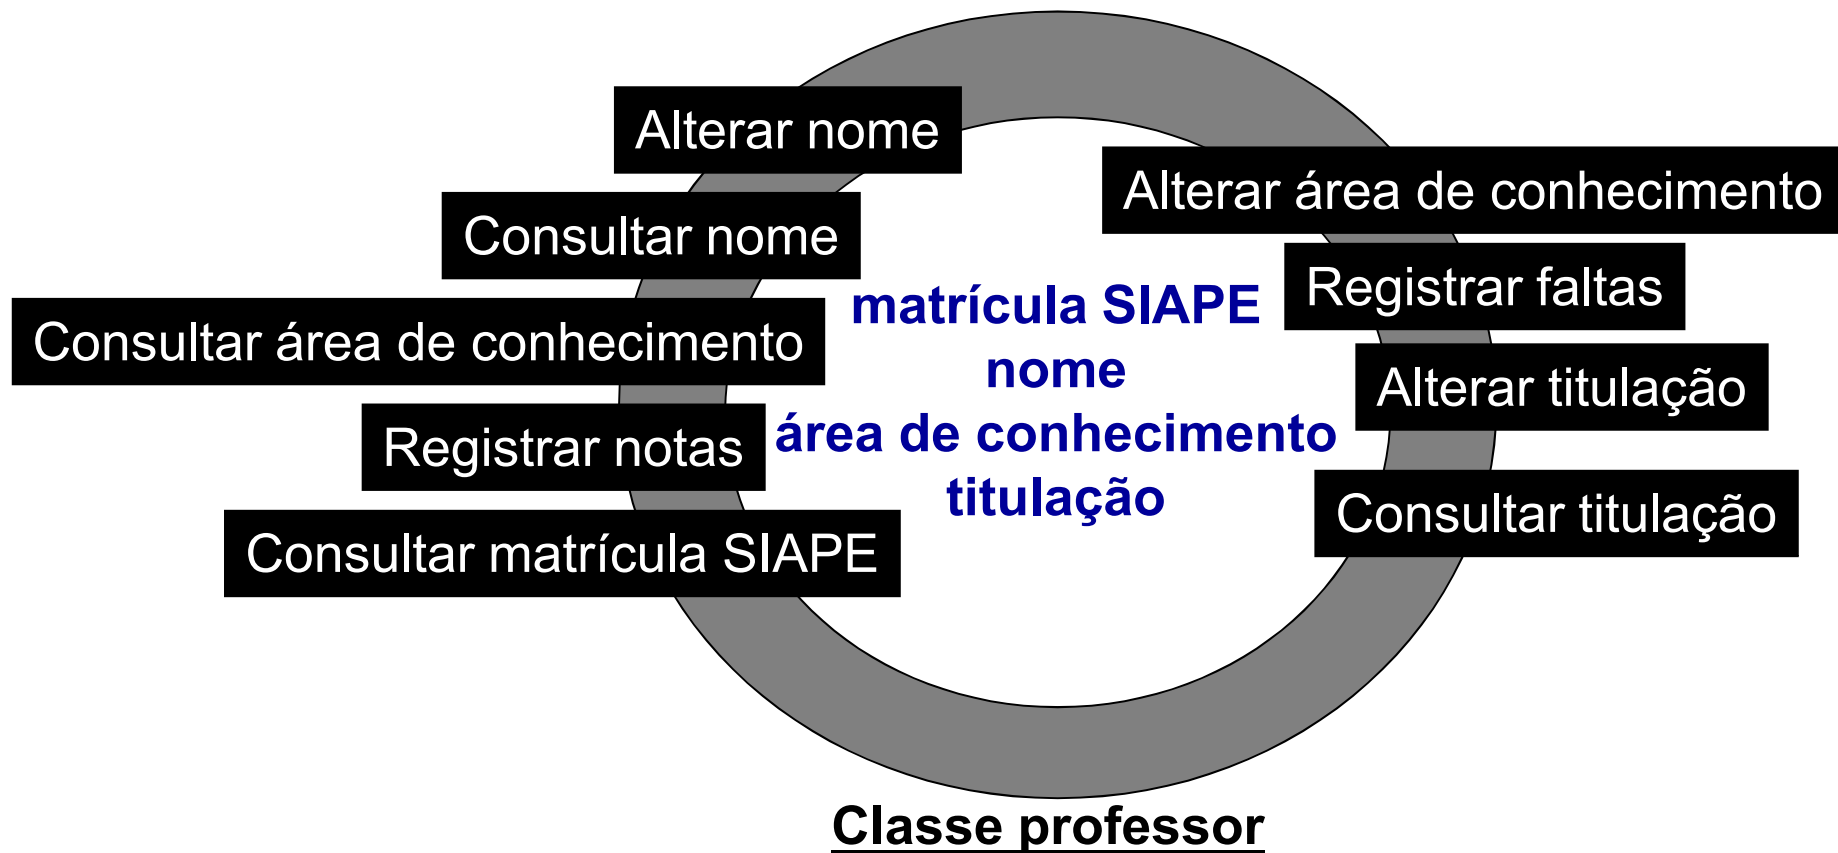 Alterar nome
Consultar nome
Consultar área de conhecimento
Registrar notas
Consultar matrícula SIAPE
matrícula SIAPE
nome
área de conhecimento
titulação
Alterar área de conhecimento
Registrar faltas
Alterar titulação
Consultar titulação
Classe professor